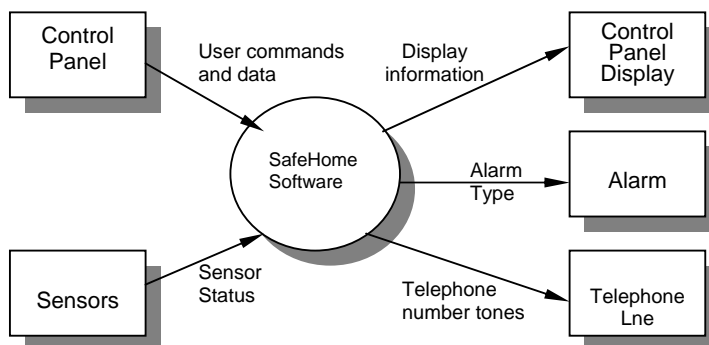 Control
Panel
User commands
and data
Display
information
Control
Panel
Display
SafeHome
Software
Alarm
Type
Alarm
Sensors
Sensor
Status
Telephone
number tones
Telephone
Lne